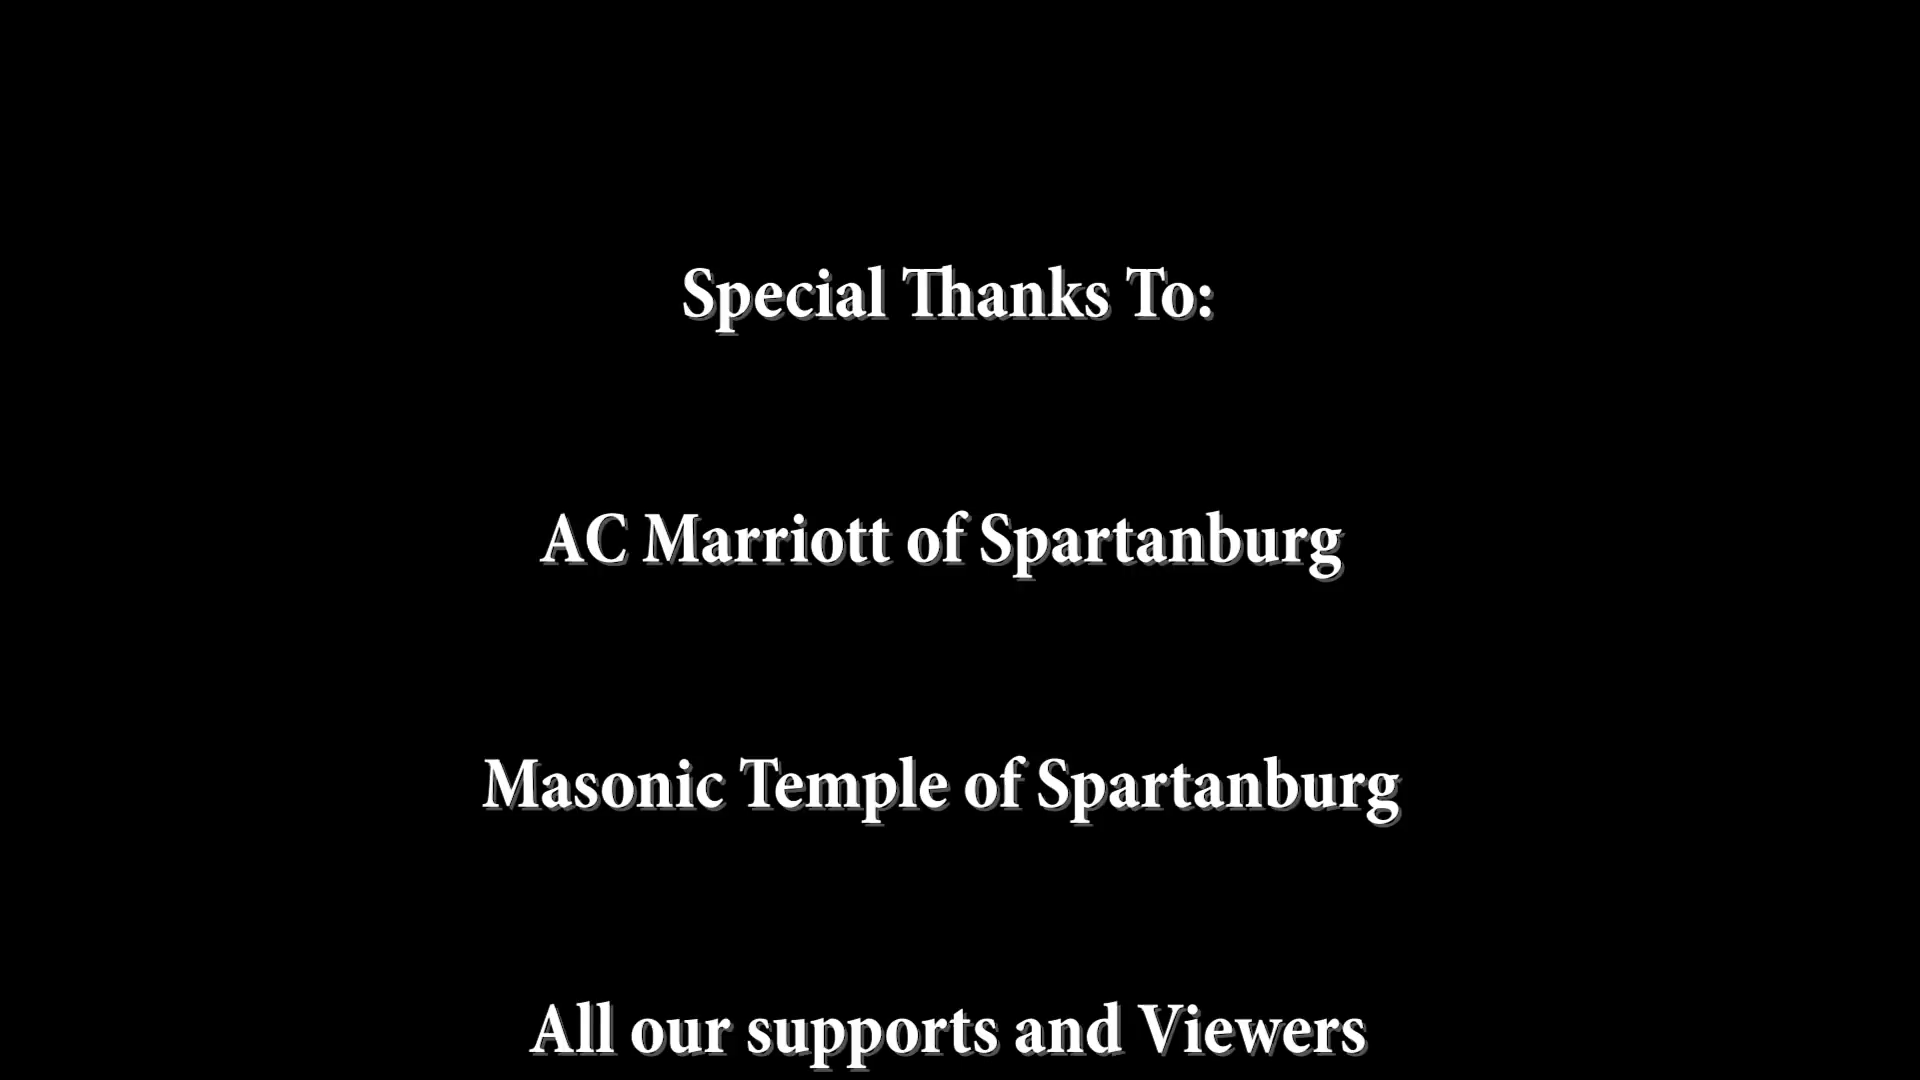 Special Thanks To:
AC Marriott of Spartanburg
Masonic Temple of Spartanburg
All our supports and Viewers